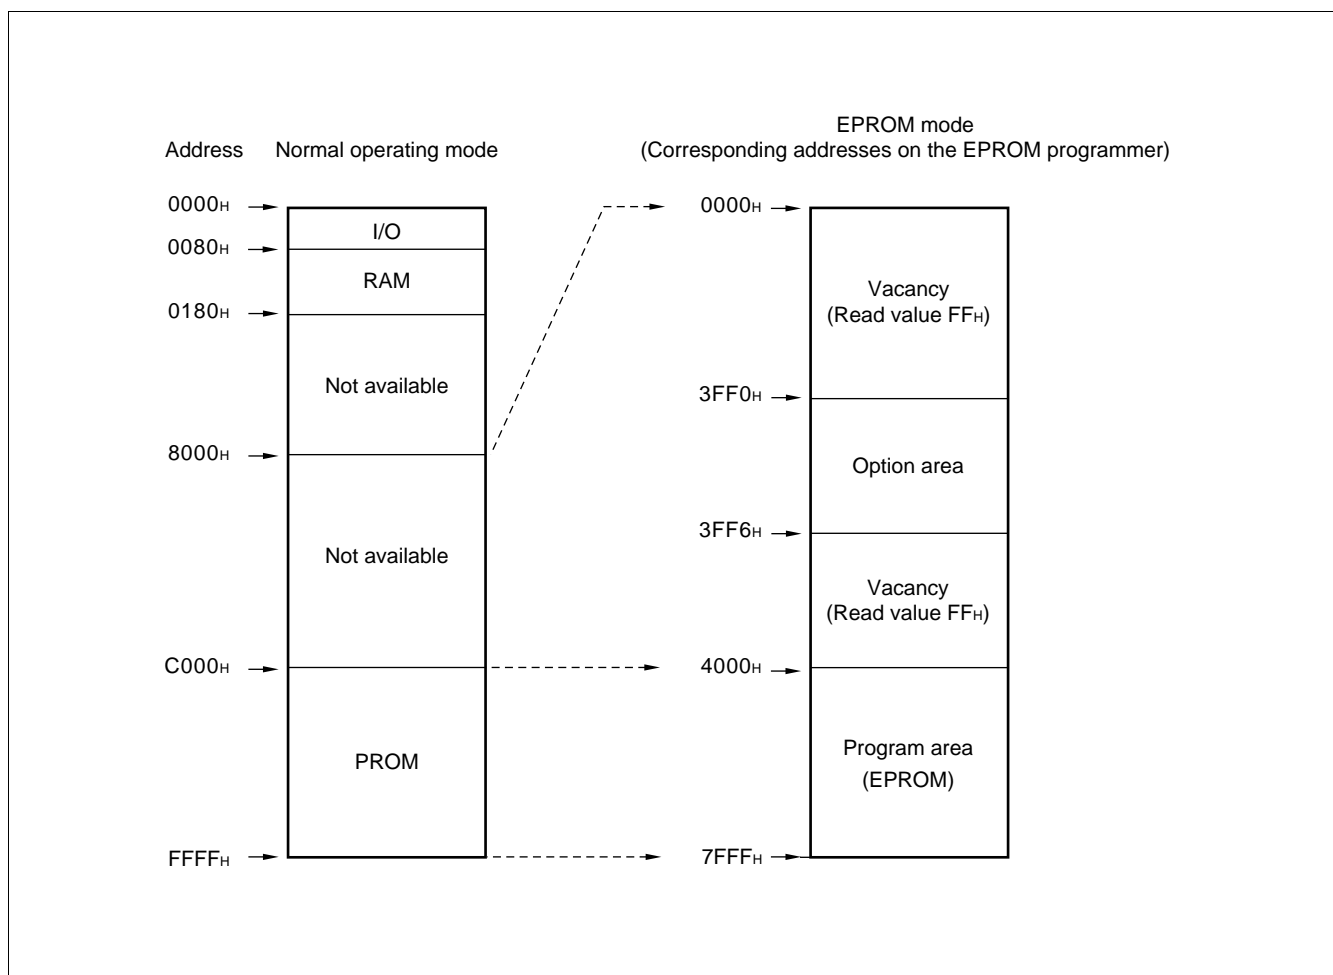 EPROM mode
Address Normal operating mode (Corresponding addresses on the EPROM programmer)
0000H 0000H
I/O
0080H
RAM
Vacancy
(Read value FFH)
0180H
Not available
3FF0H
8000H
Option area
3FF6H
Not available
Vacancy
(Read value FFH)
C000H 4000H
Program area
PROM
(EPROM)
FFFFH 7FFFH